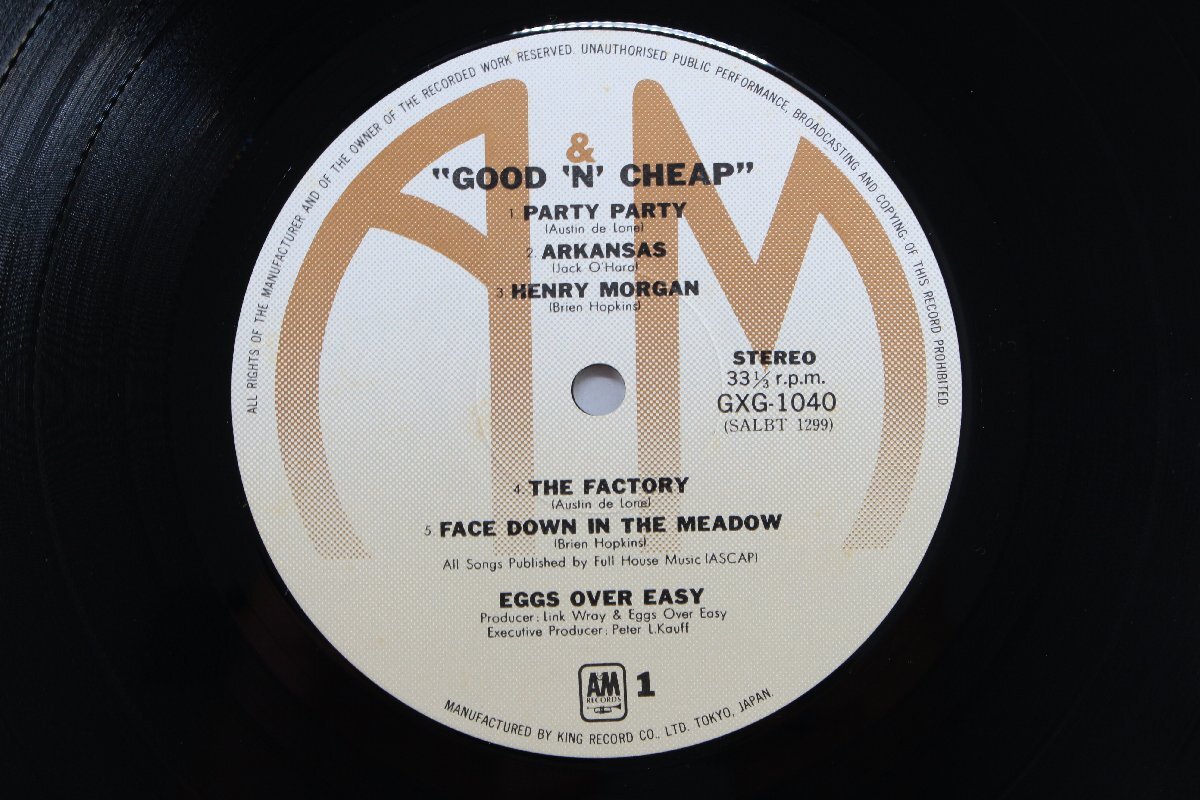 ALL RIGHTS OF THE MANUFACTURER AND OF THE OWNER OF THE RECORDED WORK RESERVED. UNAUTHORISED PUBLIC PERFORMANCE, BROADCASTING AND COPYING, OF THIS RECORD PROHIBITED.
A&M
"GOOD 'N' CHEAP"
1. PARTY PARTY
(Austin de Lone)
2. ARKANSAS
(Jack O'Hara)
3. HENRY MORGAN
(Brien Hopkins)
STEREO
33 1/3 r.p.m.
GXG-1040
(SALBT 1299)
4. THE FACTORY
(Austin de Lone)
5. FACE DOWN IN THE MEADOW
(Brien Hopkins)
All Songs Published by Full House Music (ASCAP)
EGGS OVER EASY
Producer: Link Wray & Eggs Over Easy
Executive Producer: Peter L.Kauff
A&M RECORDS 1
MANUFACTURED BY KING RECORD CO., LTD. TOKYO, JAPAN.